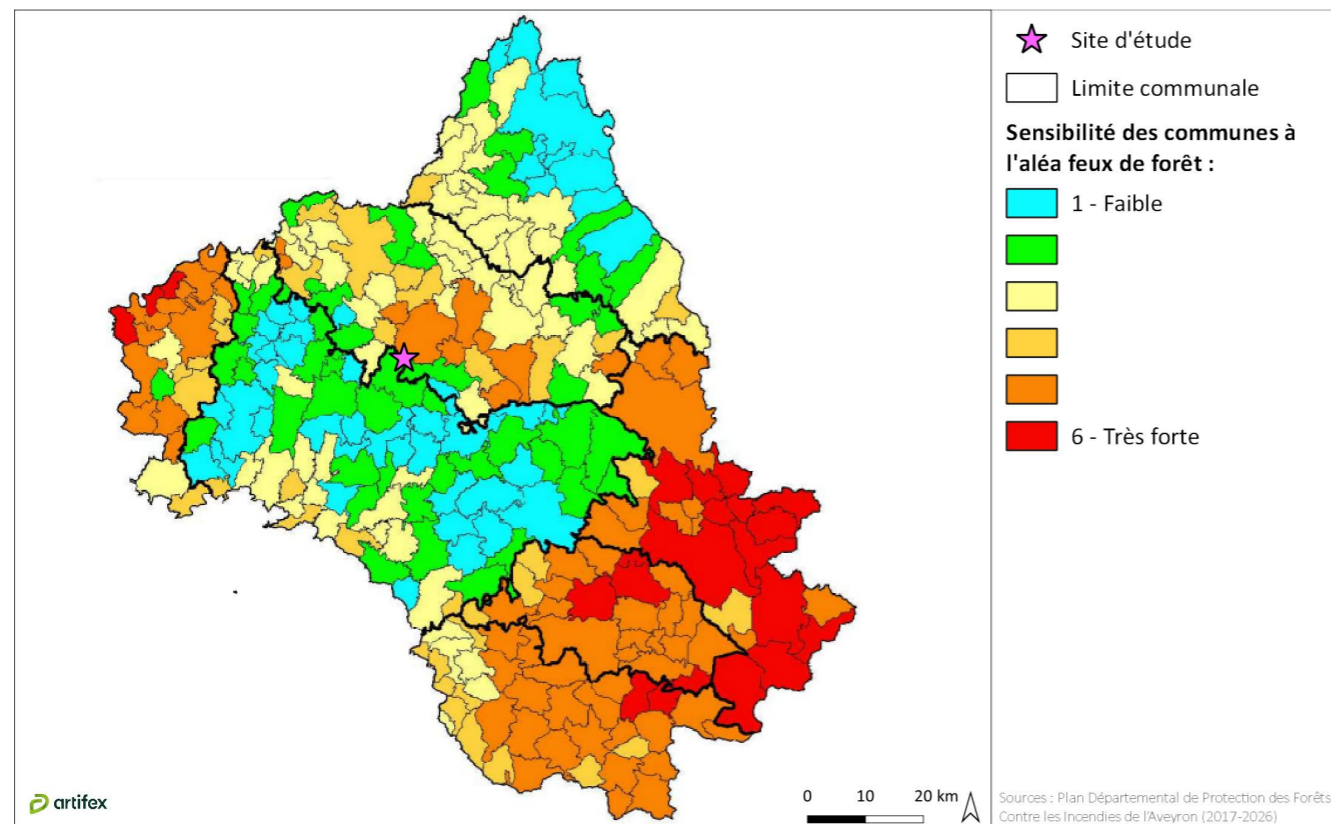 Site d'étude
Limite communale
Sensibilité des communes à
l'aléa feux de forêt :
1 - Faible
6 - Très forte
artifex
0 10 20 km
Sources : Plan Départemental de Protection des Forêts
Contre les Incendies de l'Aveyron (2017-2026)